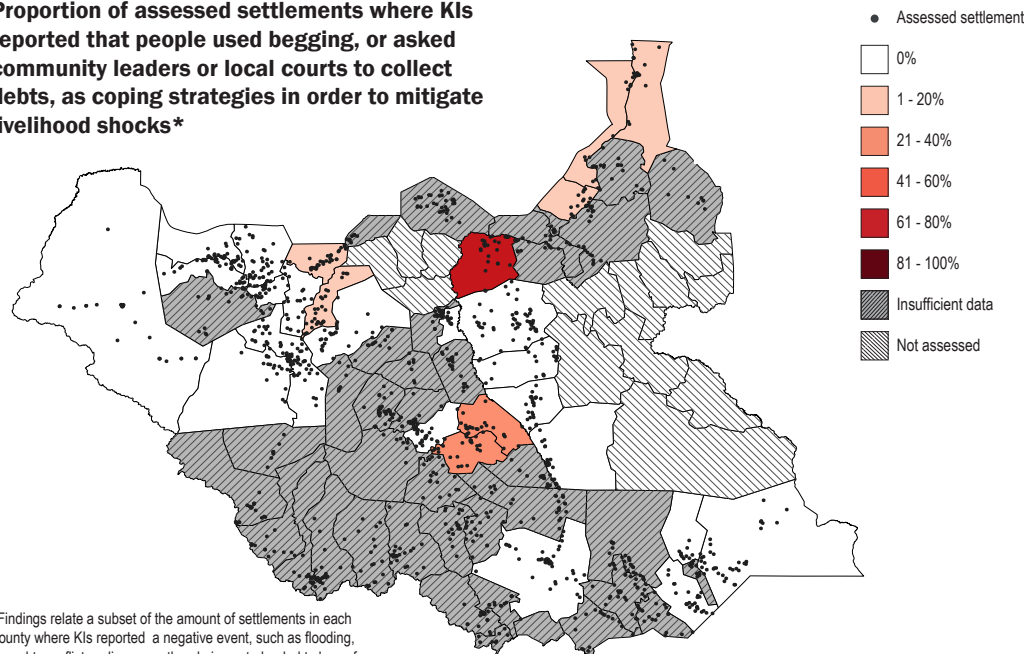 Proportion of assessed settlements where KIs
reported that people used begging, or asked
community leaders or local courts to collect
debts, as coping strategies in order to mitigate
livelihood shocks*
Assessed settlement
0%
1 - 20%
21 - 40%
41 - 60%
61 - 80%
81 - 100%
Insufficient data
Not assessed
Findings relate a subset of the amount of settlements in each
county where KIs reported a negative event, such as flooding,